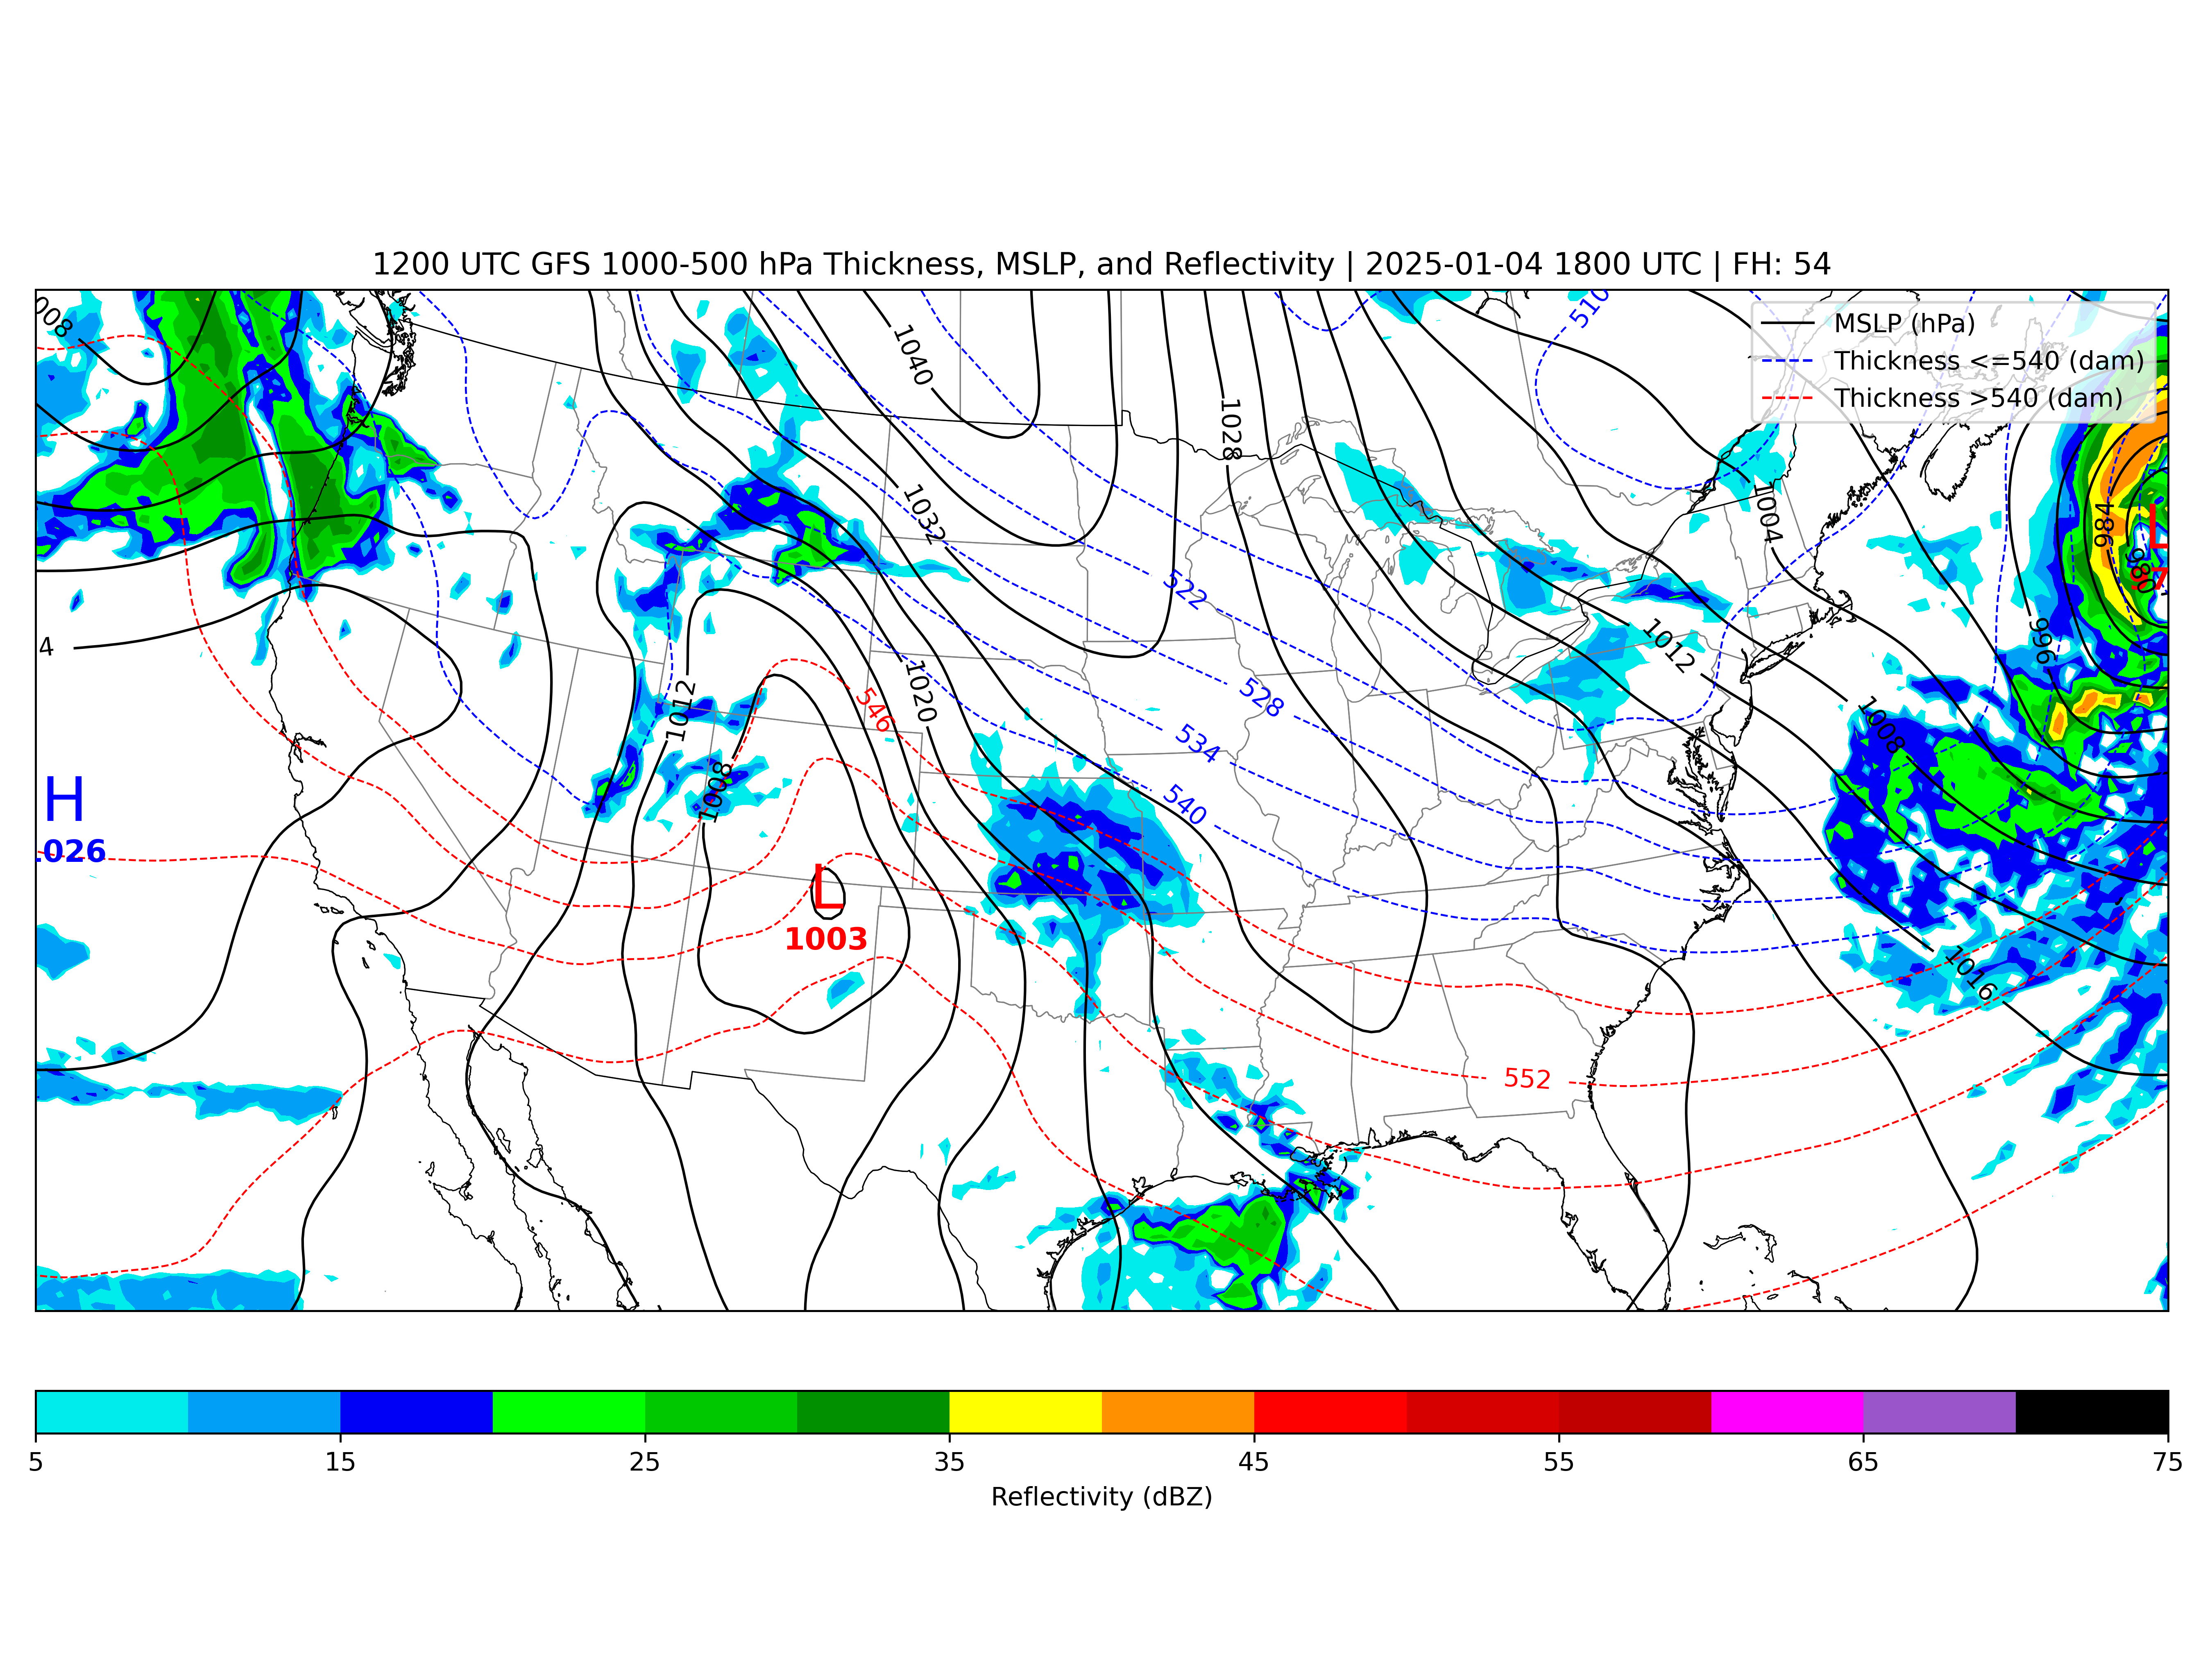 1200 UTC GFS 1000-500 hPa Thickness, MSLP, and Reflectivity | 2025-01-04 1800 UTC | FH: 54
MSLP (hPa)
Thickness <=540 (dam)
Thickness >540 (dam)
008
510
1040
1028
1032
1004
984
L
980
522
1012
996
4
1020
1012
546
528
1008
534
1008
540
H
1026
L
1003
1016
552
5 15 25 35 45 55 65 75
Reflectivity (dBZ)